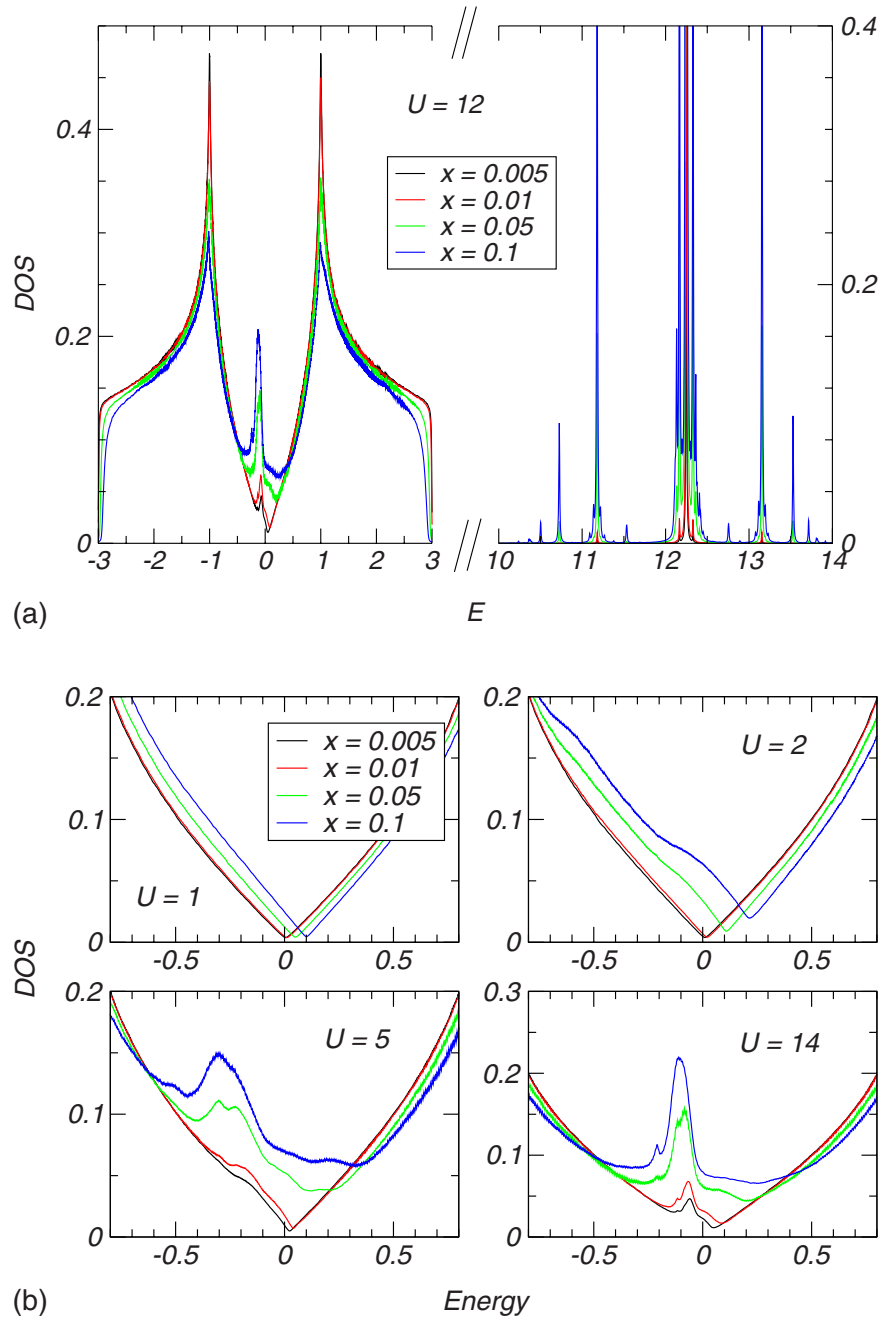 U = 12
x = 0.005
x = 0.01
x = 0.05
x = 0.1
DOS
0.4
0.2
0
-3 -2 -1 0 1 2 3
0.4
0.2
0
10 11 12 13 14
(a)
E
0.2
0.1
0
-0.5 0 0.5
U = 1
x = 0.005
x = 0.01
x = 0.05
x = 0.1
0.2
0.1
0
-0.5 0 0.5
U = 2
DOS
0.2
0.1
0
-0.5 0 0.5
U = 5
0.3
0.2
0.1
0
-0.5 0 0.5
U = 14
(b)
Energy